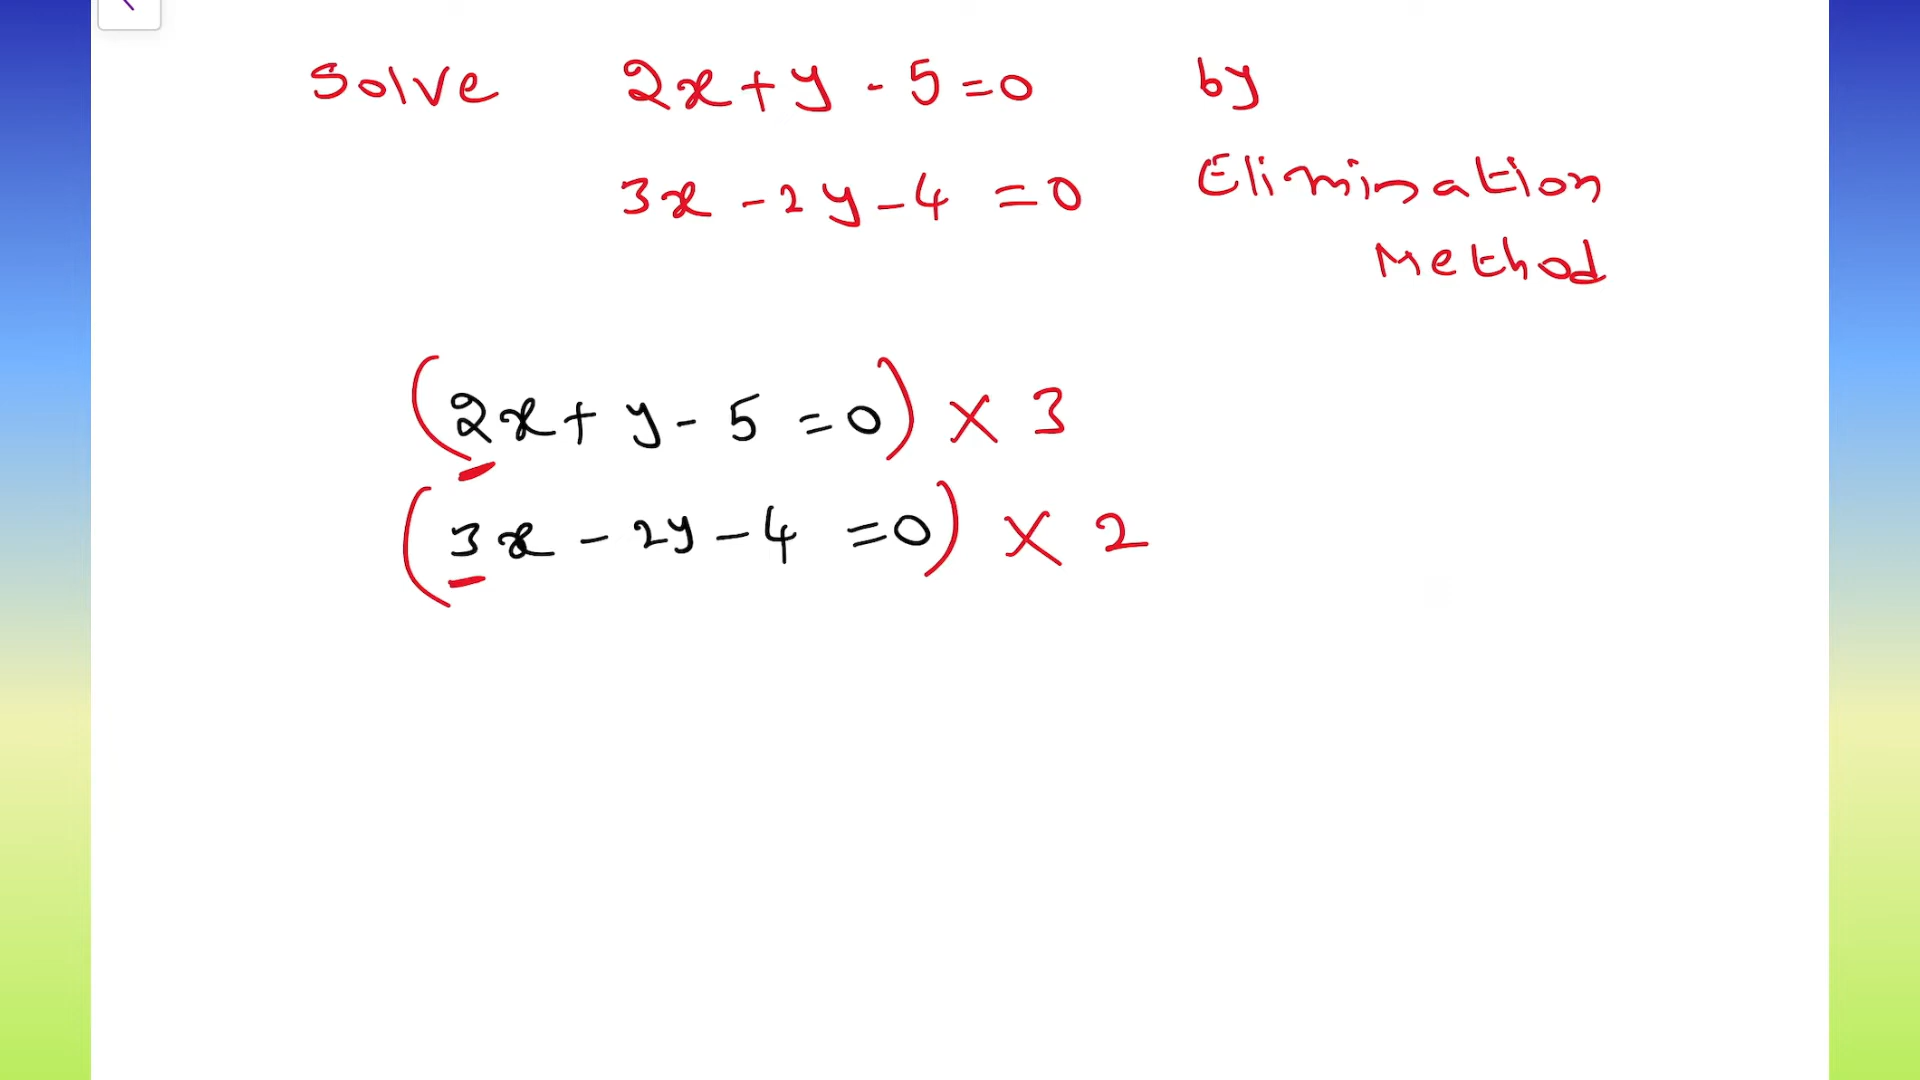 Solve 2x + y - 5 = 0 by
3x - 2y - 4 = 0 Elimination
Method
(2x + y - 5 = 0) × 3
(3x - 2y - 4 = 0) × 2